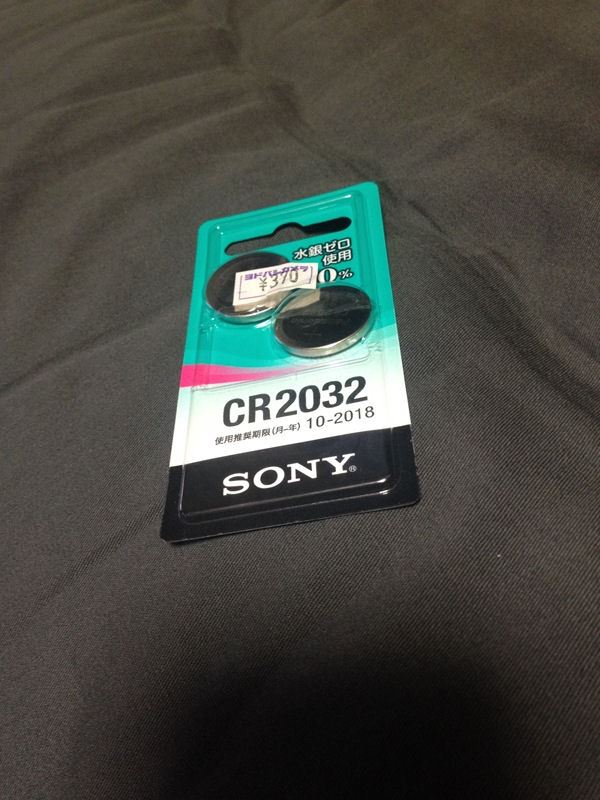 水銀ゼロ
使用
0%
ヨドバシカメラ
¥370
CR2032
使用推奨期限(月-年) 10-2018
SONY®